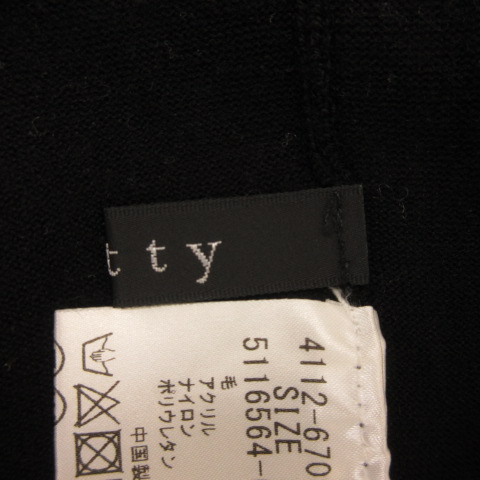 t t y
4112-670
SIZE
5116564-
毛
アクリル
ナイロン
ポリウレタン
中国製